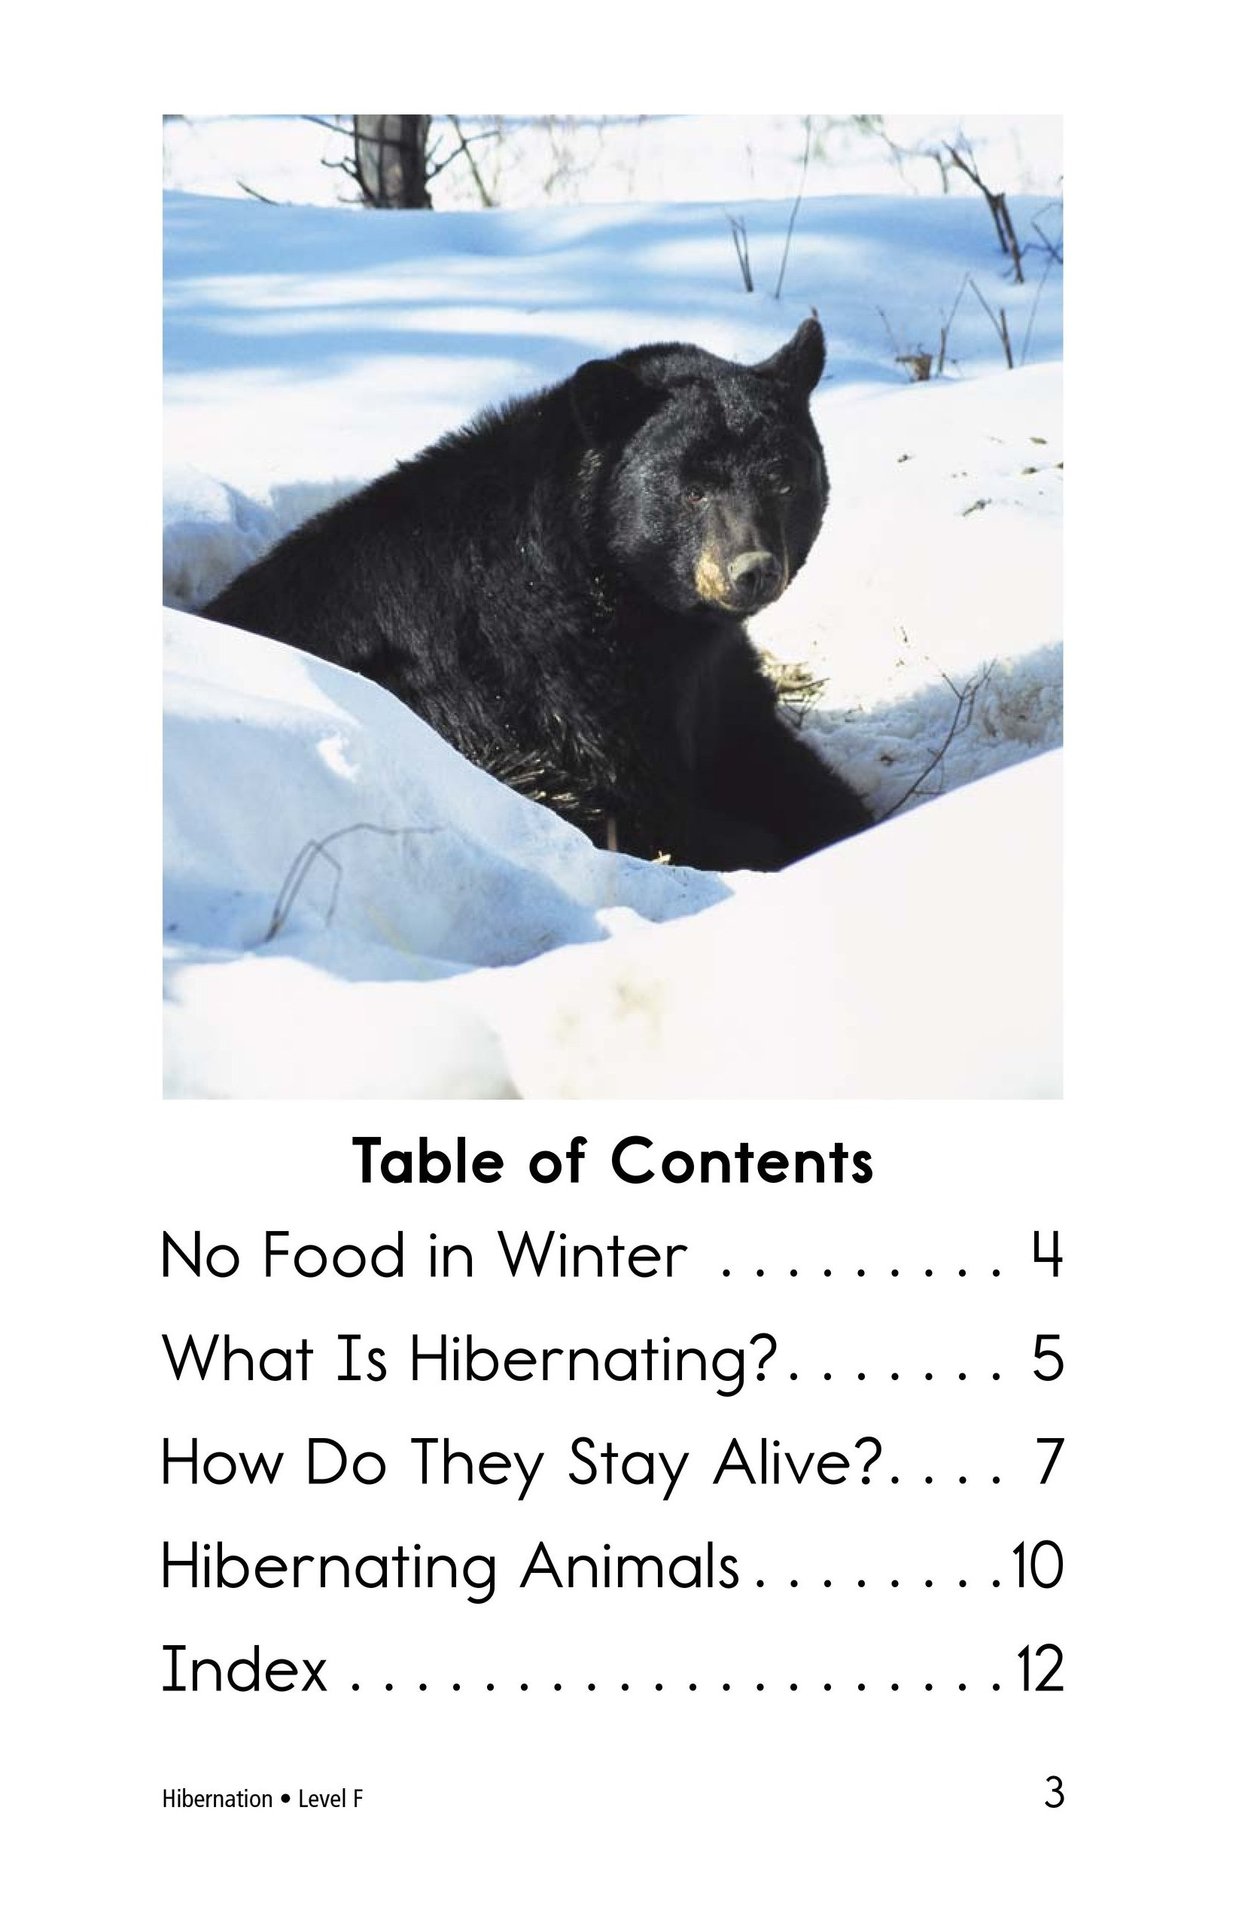 Table of Contents
No Food in Winter . . . . . . . . . 4
What Is Hibernating? . . . . . . . 5
How Do They Stay Alive? . . . . 7
Hibernating Animals . . . . . . . . 10
Index . . . . . . . . . . . . . . . . . . . . 12
Hibernation • Level F 3